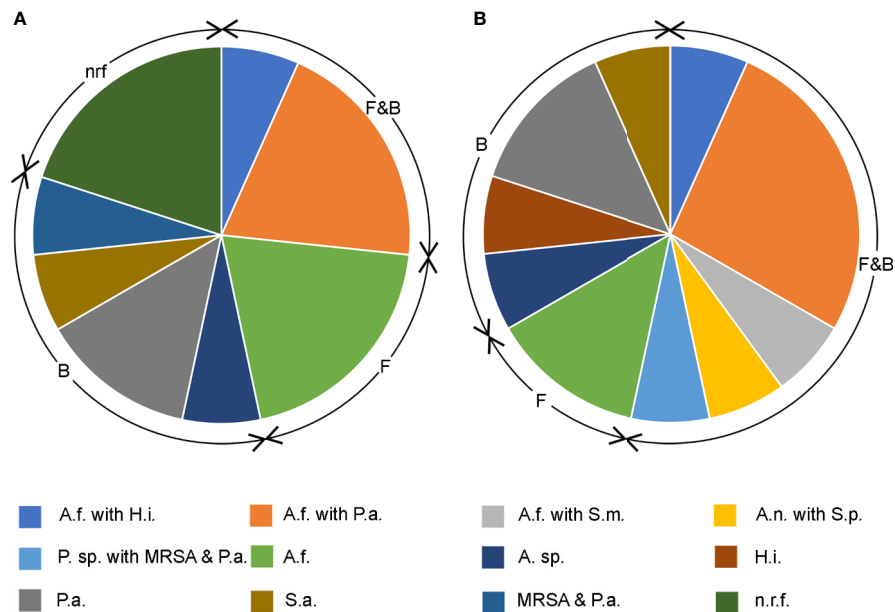 A
B
nrf
F&B
B
B
F&B
F
F
A.f. with H.i.
A.f. with P.a.
A.f. with S.m.
A.n. with S.p.
P. sp. with MRSA & P.a.
A.f.
A. sp.
H.i.
P.a.
S.a.
MRSA & P.a.
n.r.f.